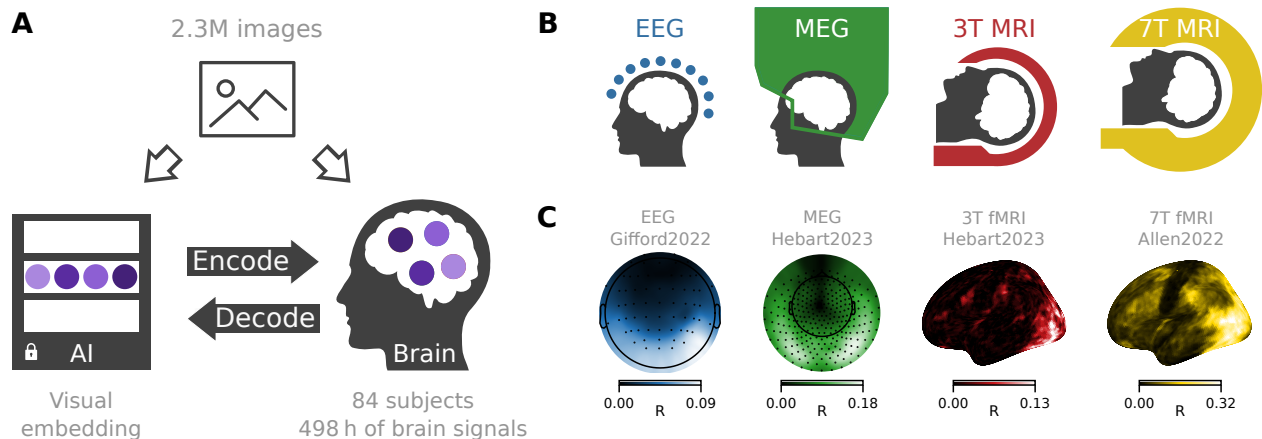 A
2.3M images
Encode
Decode
AI
Brain
Visual
embedding
84 subjects
498 h of brain signals
B
EEG
MEG
3T MRI
7T MRI
C
EEG
Gifford2022
MEG
Hebart2023
3T fMRI
Hebart2023
7T fMRI
Allen2022
0.00 0.09
R
0.00 0.18
R
0.00 0.13
R
0.00 0.32
R